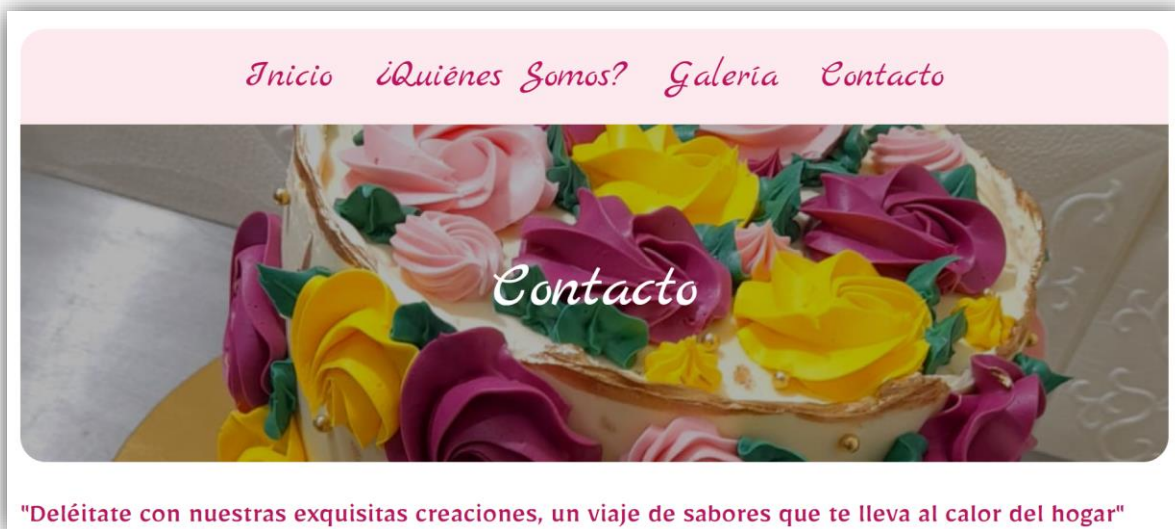 Inicio ¿Quiénes Somos? Galería Contacto
Contacto
"Deléitate con nuestras exquisitas creaciones, un viaje de sabores que te lleva al calor del hogar"